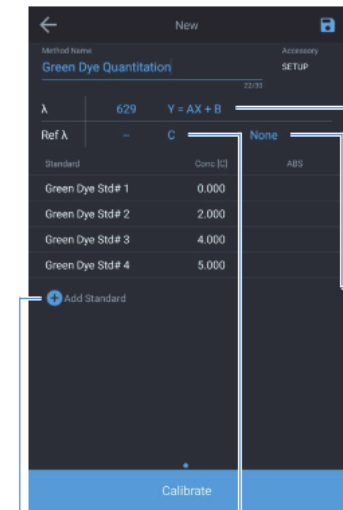 New
Method Name
Accessory
Green Dye Quantitation
SETUP
22/30
λ 629 Y = AX + B
Ref λ – C None
Standard Conc [C] ABS
Green Dye Std# 1 0.000
Green Dye Std# 2 2.000
Green Dye Std# 3 4.000
Green Dye Std# 4 5.000
Add Standard
Calibrate